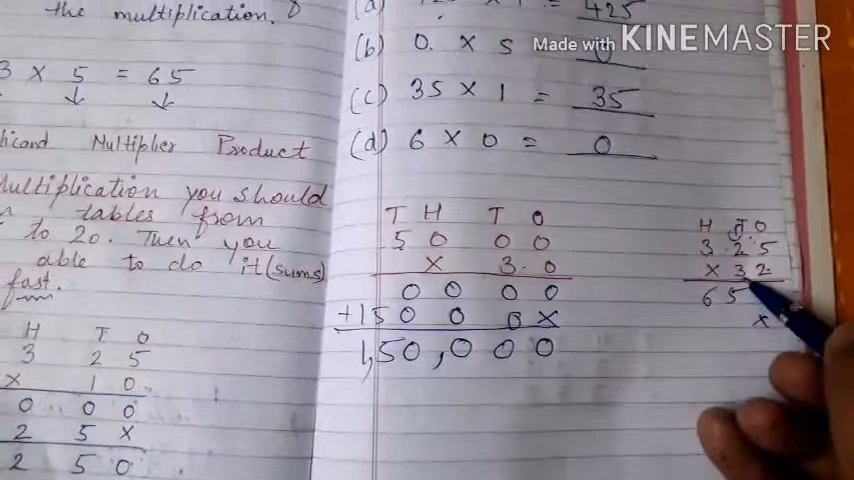 the multiplication.
3 X 5 = 65
Multiplier Product
Multiplication you should
tables from
to 20. Then you
able to do it (sums)
fast.
H T O
3 2 5
X 1 0
0 0 0
2 5 X
2 5 0
= 425
(b) 0. X 5 0
(c) 35 X 1 = 35
(d) 6 X 0 = 0
T H T O
5 0 0 0
X 3 0
0 0 0 0
+ 1 5 0 0 0 X
1,50,000
H T O
3 2 5
X 3 2
6 5
X
Made with KINEMASTER